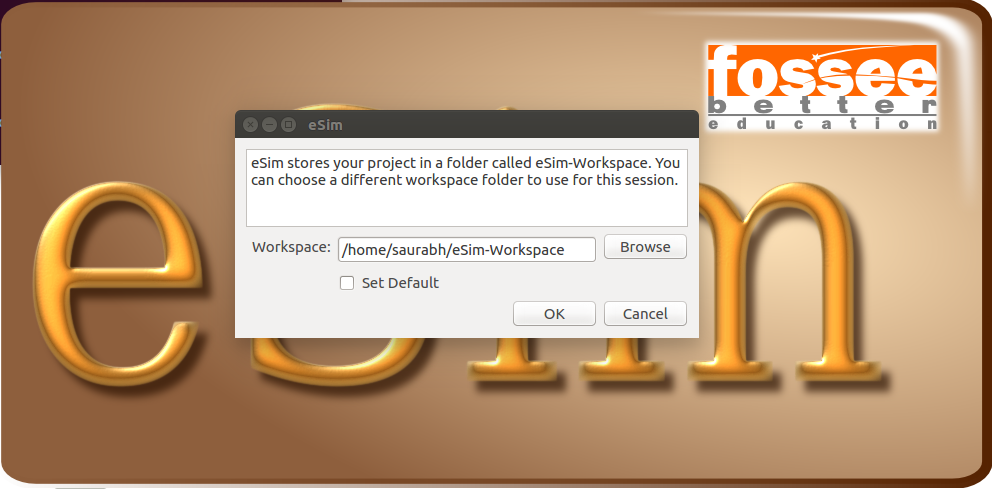 fossee
better
education
eSim
eSim
eSim stores your project in a folder called eSim-Workspace. You
can choose a different workspace folder to use for this session.
Workspace: /home/saurabh/eSim-Workspace Browse
Set Default
OK Cancel